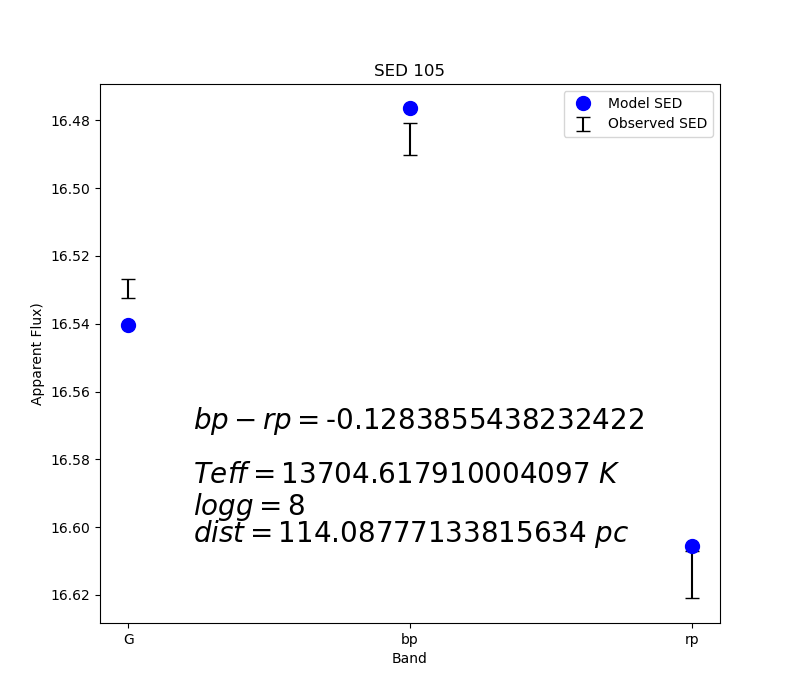 SED 105
Model SED
Observed SED
16.48
16.50
16.52
16.54
16.56
16.58
16.60
16.62
Apparent Flux)
bp − rp = -0.1283855438232422
Teff = 13704.617910004097 K
logg = 8
dist = 114.08777133815634 pc
G bp rp
Band